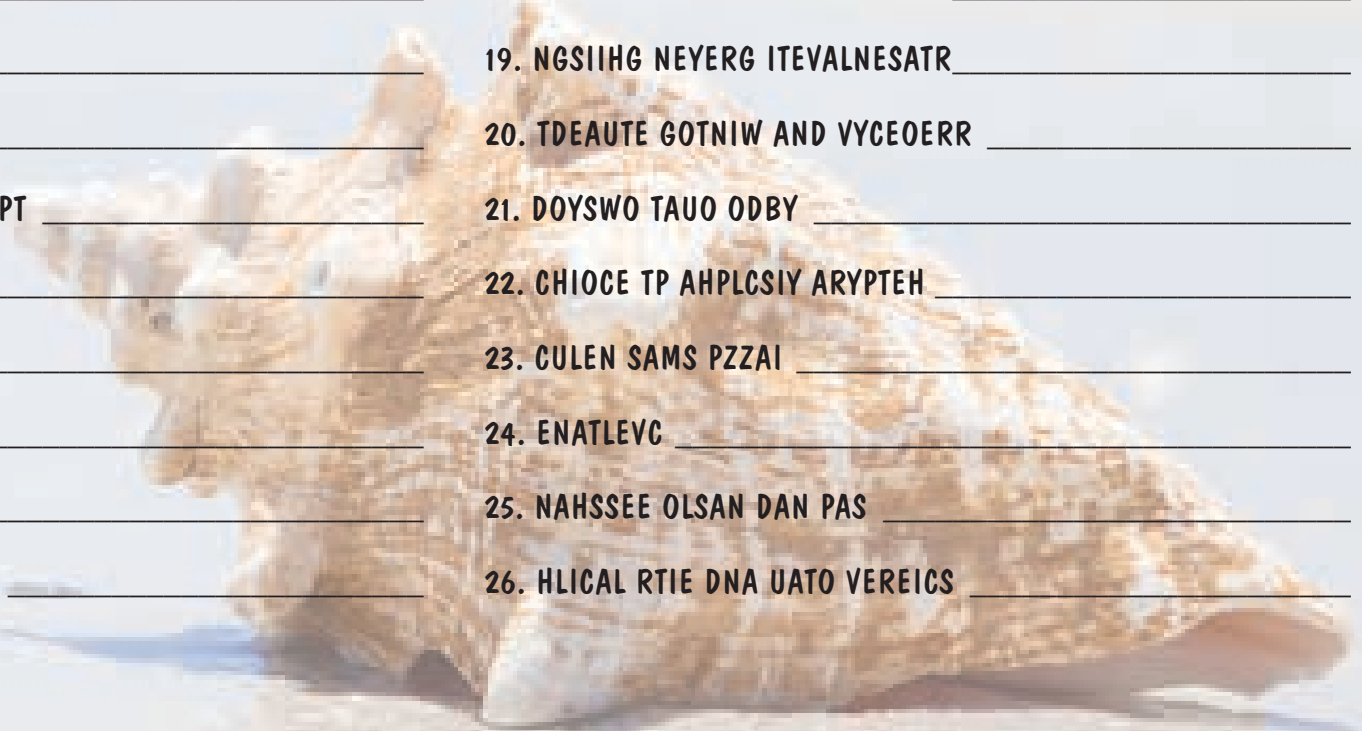 19. NGSIIHG NEYERG ITEVALNESATR
20. TDEAUTE GOTNIW AND VYCEOERR
PT
21. DOYSWO TAUO ODBY
22. CHIOCE TP AHPLCSIY ARYPTEH
23. CULEN SAMS PZZAI
24. ENATLEVC
25. NAHSSEE OLSAN DAN PAS
26. HLICAL RTIE DNA UATO VEREICS